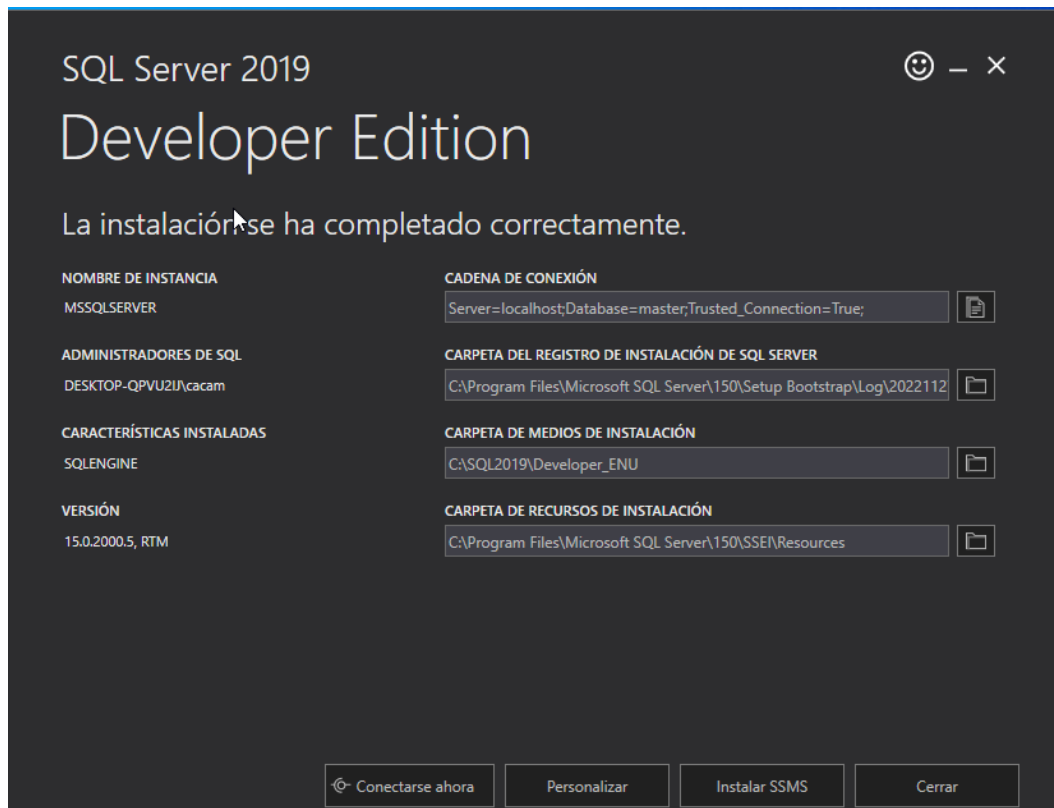 SQL Server 2019
Developer Edition
La instalación se ha completado correctamente.
NOMBRE DE INSTANCIA
MSSQLSERVER
CADENA DE CONEXIÓN
Server=localhost;Database=master;Trusted_Connection=True;
ADMINISTRADORES DE SQL
DESKTOP-QPVU2IJ\cacam
CARPETA DEL REGISTRO DE INSTALACIÓN DE SQL SERVER
C:\Program Files\Microsoft SQL Server\150\Setup Bootstrap\Log\2022112
CARACTERÍSTICAS INSTALADAS
SQLENGINE
CARPETA DE MEDIOS DE INSTALACIÓN
C:\SQL2019\Developer_ENU
VERSIÓN
15.0.2000.5, RTM
CARPETA DE RECURSOS DE INSTALACIÓN
C:\Program Files\Microsoft SQL Server\150\SSEI\Resources
Conectarse ahora
Personalizar
Instalar SSMS
Cerrar